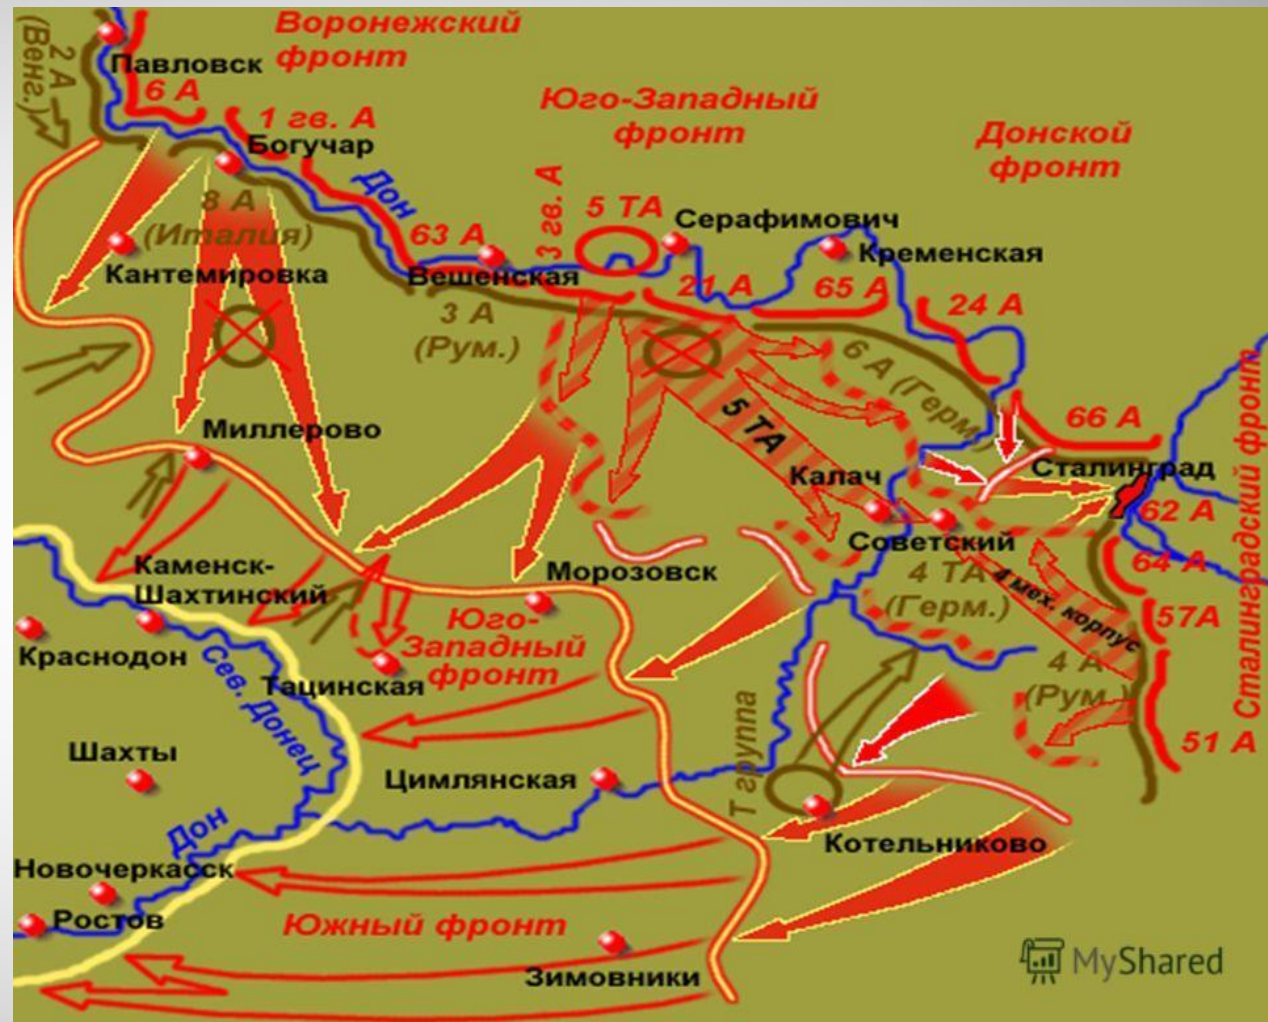 Воронежский
фронт
2 А
(Венг.)
Павловск
6 А
1 гв. А
Богучар
Юго-Западный
фронт
Донской
фронт
Дон
8 А
(Италия)
63 А
3 гв. А
5 ТА
Серафимович
Кременская
Кантемировка
Вешенская
21 А
65 А
24 А
3 А
(Рум.)
6 А (Герм.)
66 А
Миллерово
5 ТА
Калач
Сталинград
Сталинградский фронт
62 А
Советский
64 А
Каменск-
Шахтинский
Морозовск
4 ТА
(Герм.)
4 мех. корпус
57А
Юго-
Западный
фронт
Краснодон
Сев. Донец
Тацинская
4 А
(Рум.)
51 А
Шахты
Цимлянская
Т группа
Дон
Котельниково
Новочеркасск
Ростов
Южный фронт
Зимовники
MyShared